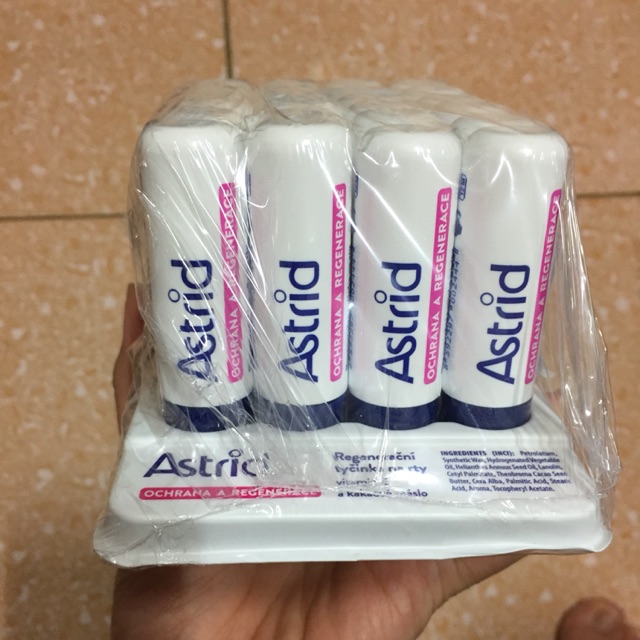 Astrid
OCHRANA A REGENERACE
Astrid
OCHRANA A REGENERACE
Astrid
OCHRANA A REGENERACE
Astrid
OCHRANA A REGENERACE
Astrid
OCHRANA A REGENERACE
Regenerační
tyčinka na rty
vitamin
a kakaové máslo
INGREDIENTS (INCI): Petrolatum,
Synthetic Wax, Hydrogenated Vegetable
Oil, Helianthus Annuus Seed Oil, Lanolin,
Cetyl Palmitate, Theobroma Cacao Seed
Butter, Cera Alba, Palmitic Acid, Stearic
Acid, Aroma, Tocopheryl Acetate.